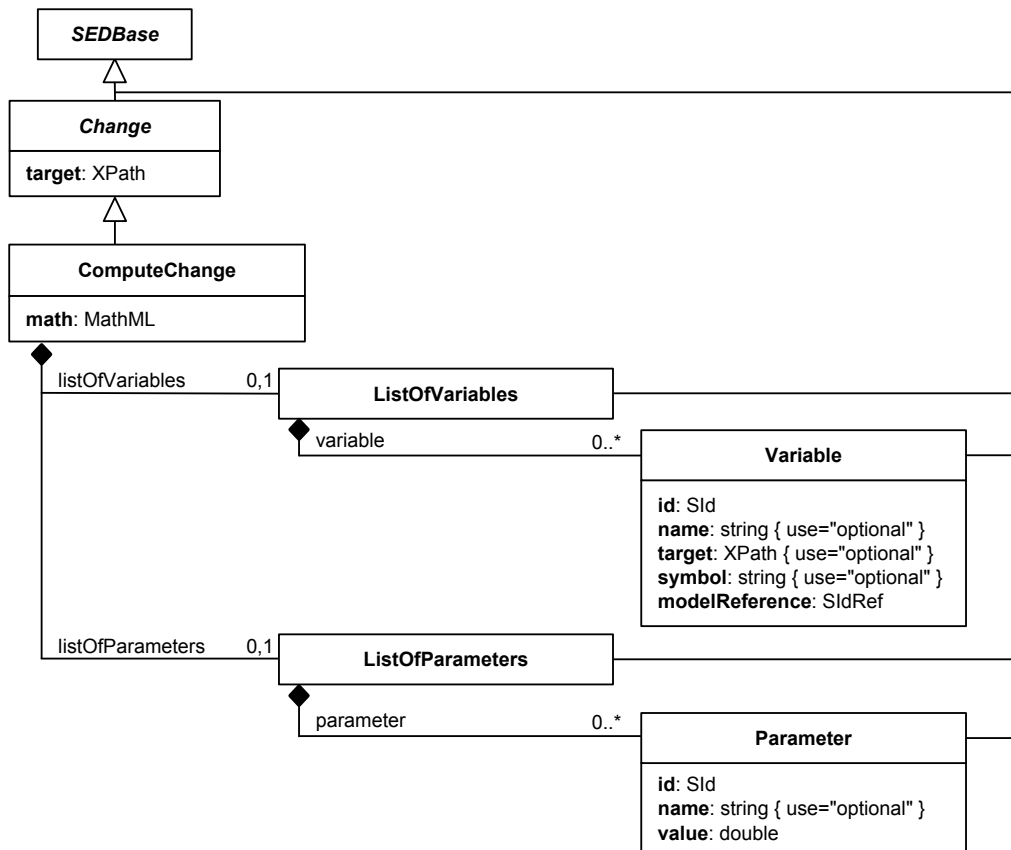 SEDBase
Change
target: XPath
ComputeChange
math: MathML
listOfVariables 0,1
ListOfVariables
variable 0..*
Variable
id: SId
name: string { use="optional" }
target: XPath { use="optional" }
symbol: string { use="optional" }
modelReference: SIdRef
listOfParameters 0,1
ListOfParameters
parameter 0..*
Parameter
id: SId
name: string { use="optional" }
value: double